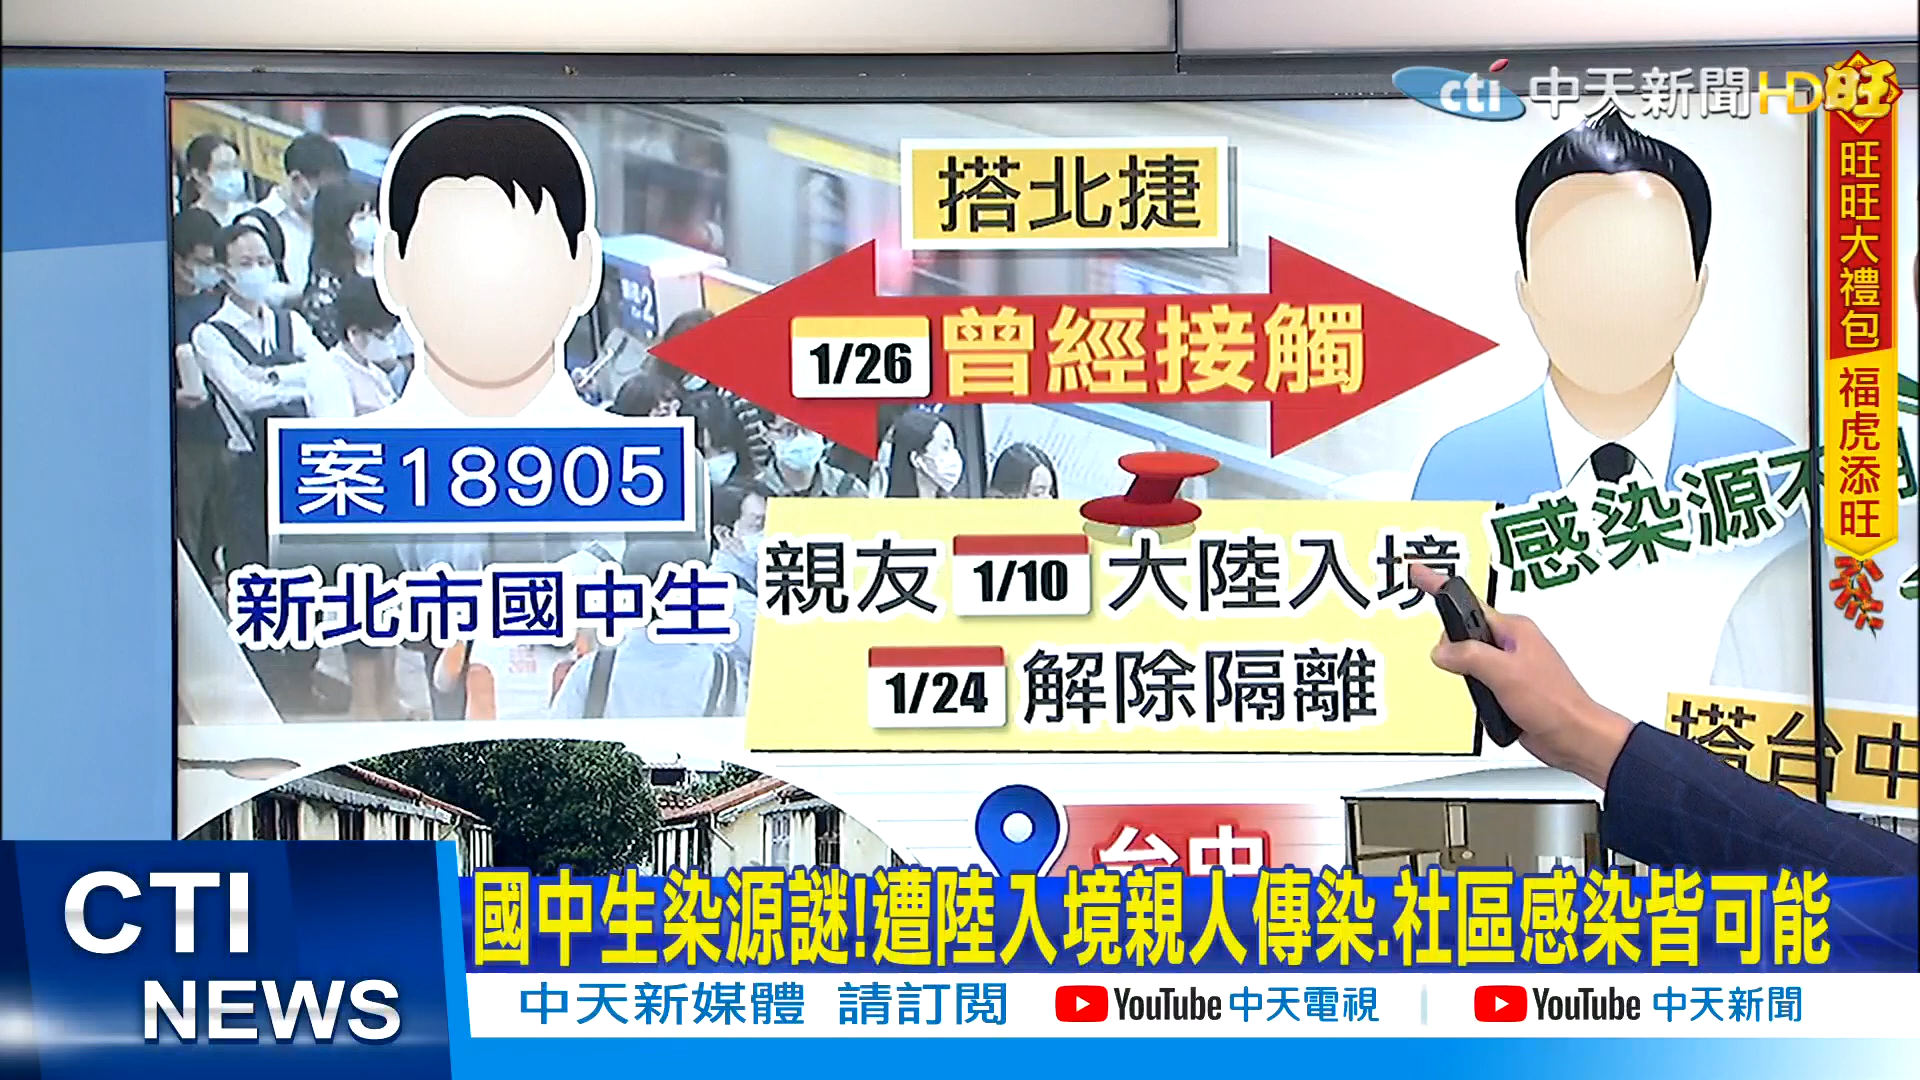 cti 中天新聞HD
旺
旺旺大禮包
福虎添旺
搭北捷
1/26 曾經接觸
案18905
新北市國中生
親友 1/10 大陸入境
1/24 解除隔離
感染源不明
搭台中
台中
國中生染源謎!遭陸入境親人傳染.社區感染皆可能
CTI
NEWS
中天新媒體 請訂閱 YouTube 中天電視 | YouTube 中天新聞